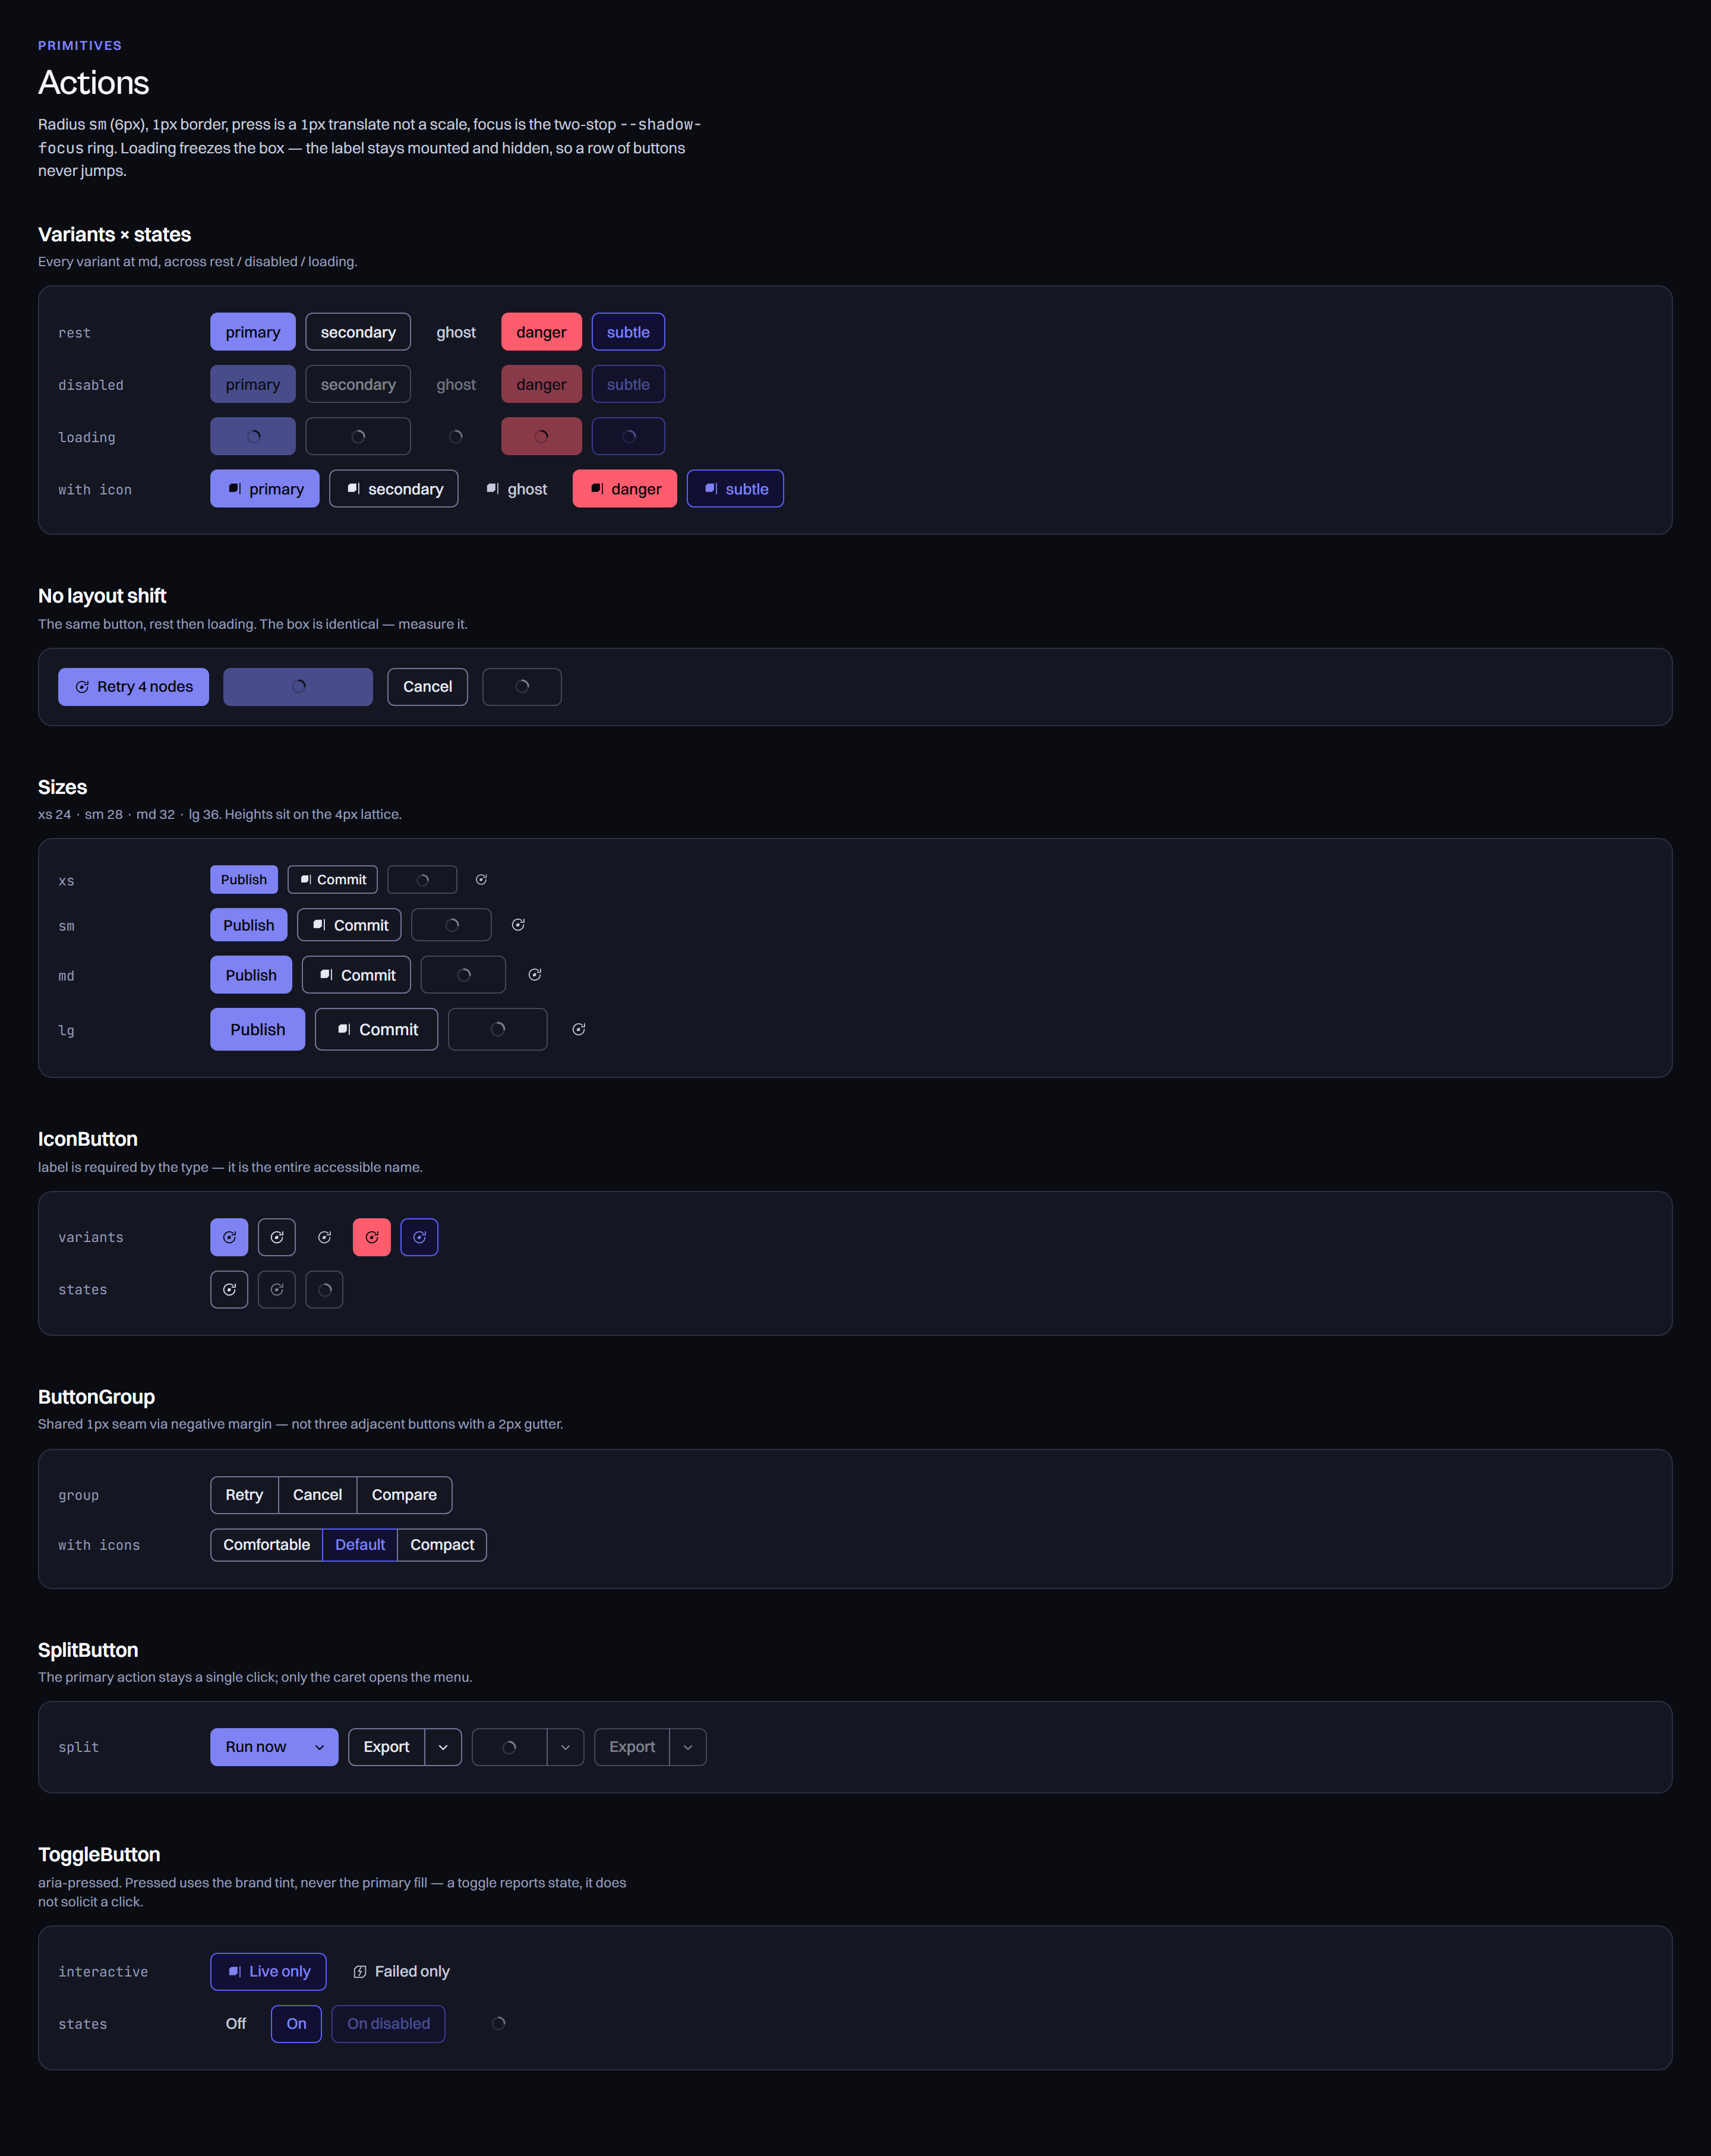 PRIMITIVES
Actions
Radius sm (6px), 1px border, press is a 1px translate not a scale, focus is the two-stop --shadow-
focus ring. Loading freezes the box — the label stays mounted and hidden, so a row of buttons
never jumps.
Variants × states
Every variant at md, across rest / disabled / loading.
rest primary secondary ghost danger subtle
disabled primary secondary ghost danger subtle
loading
with icon primary secondary ghost danger subtle
No layout shift
The same button, rest then loading. The box is identical — measure it.
Retry 4 nodes Cancel
Sizes
xs 24 · sm 28 · md 32 · lg 36. Heights sit on the 4px lattice.
xs Publish Commit
sm Publish Commit
md Publish Commit
lg Publish Commit
IconButton
label is required by the type — it is the entire accessible name.
variants
states
ButtonGroup
Shared 1px seam via negative margin — not three adjacent buttons with a 2px gutter.
group Retry Cancel Compare
with icons Comfortable Default Compact
SplitButton
The primary action stays a single click; only the caret opens the menu.
split Run now Export Export
ToggleButton
aria-pressed. Pressed uses the brand tint, never the primary fill — a toggle reports state, it does
not solicit a click.
interactive Live only Failed only
states Off On On disabled